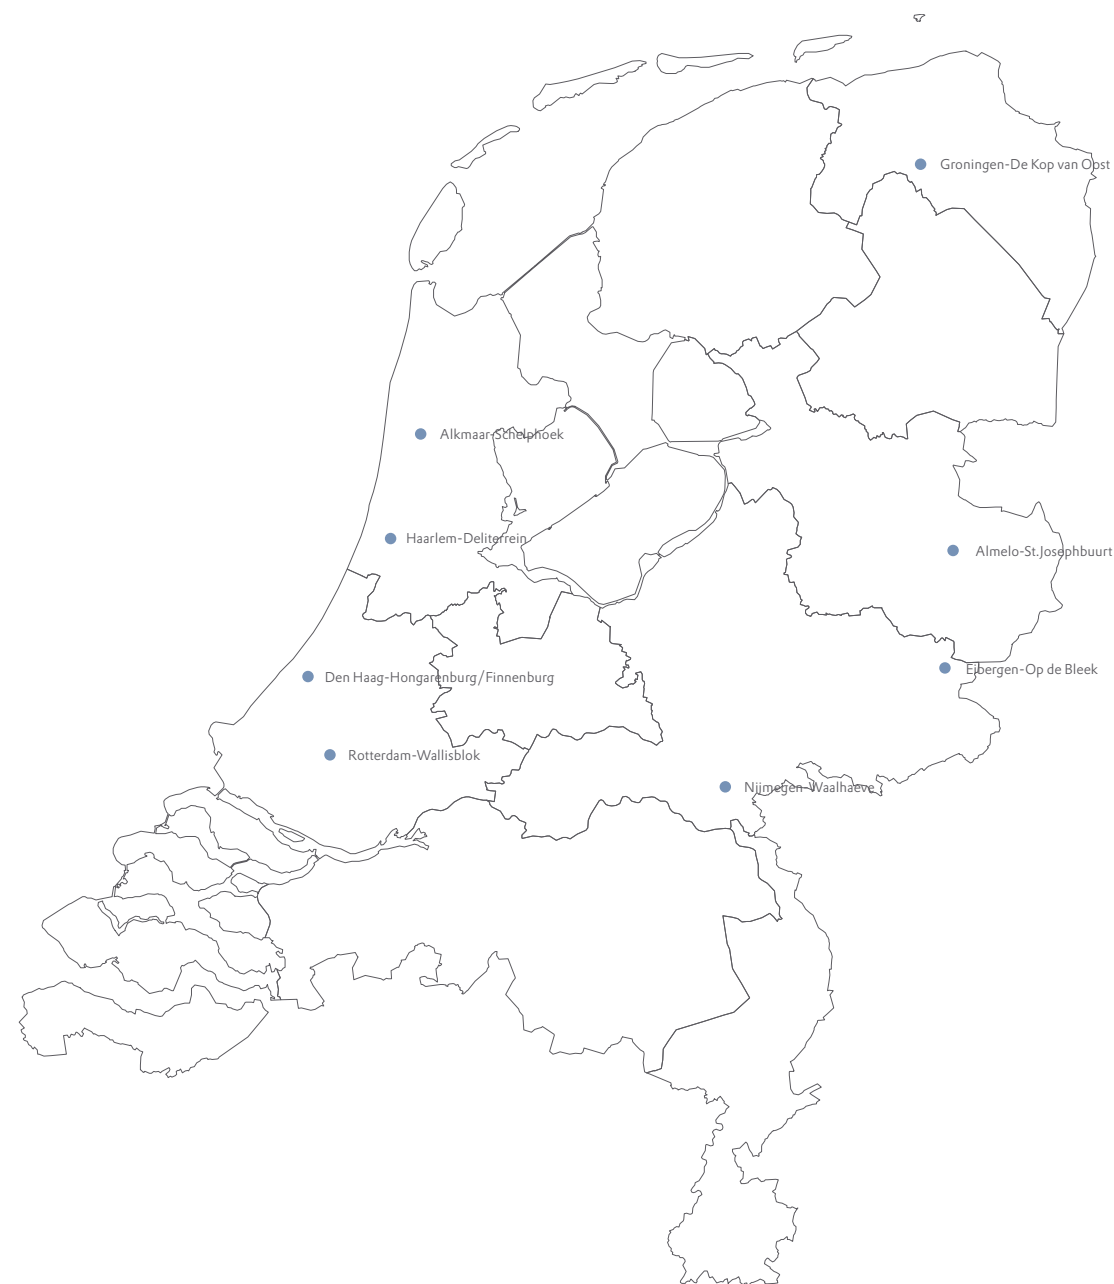 Groningen-De Kop van Oost
Alkmaar-Schelphoek
Haarlem-Deliterrein
Almelo-St.Josephbuurt
Eibergen-Op de Bleek
Den Haag-Hongarenburg/Finnenburg
Rotterdam-Wallisblok
Nijmegen-Waalhaeve